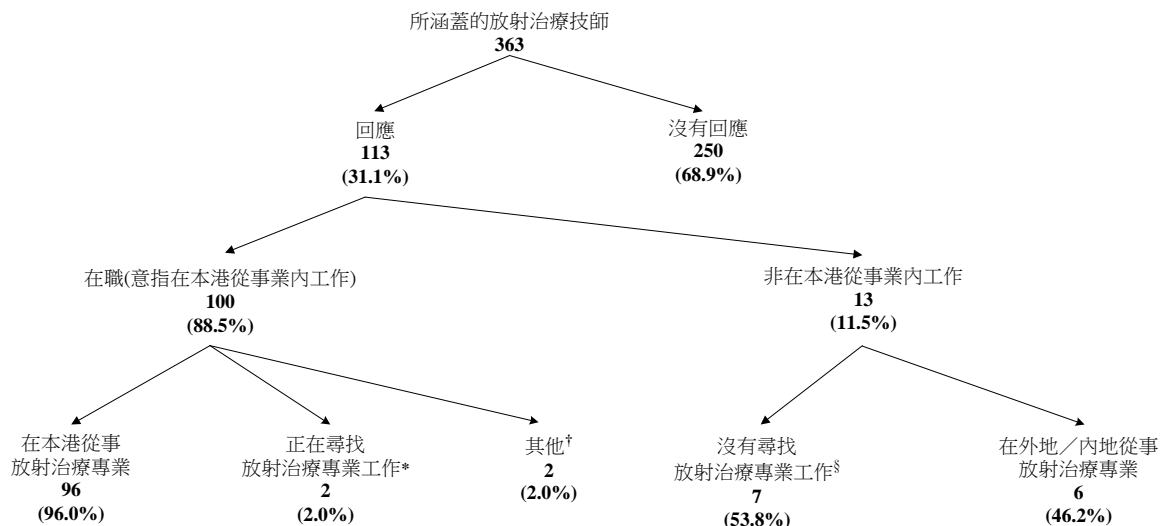 所涵蓋的放射治療技師
363
回應
113
(31.1%)
沒有回應
250
(68.9%)
在職(意指在本港從事業內工作)
100
(88.5%)
非在本港從事業內工作
13
(11.5%)
在本港從事
放射治療專業
96
(96.0%)
正在尋找
放射治療專業工作*
2
(2.0%)
其他†
2
(2.0%)
沒有尋找
放射治療專業工作§
7
(53.8%)
在外地／內地從事
放射治療專業
6
(46.2%)